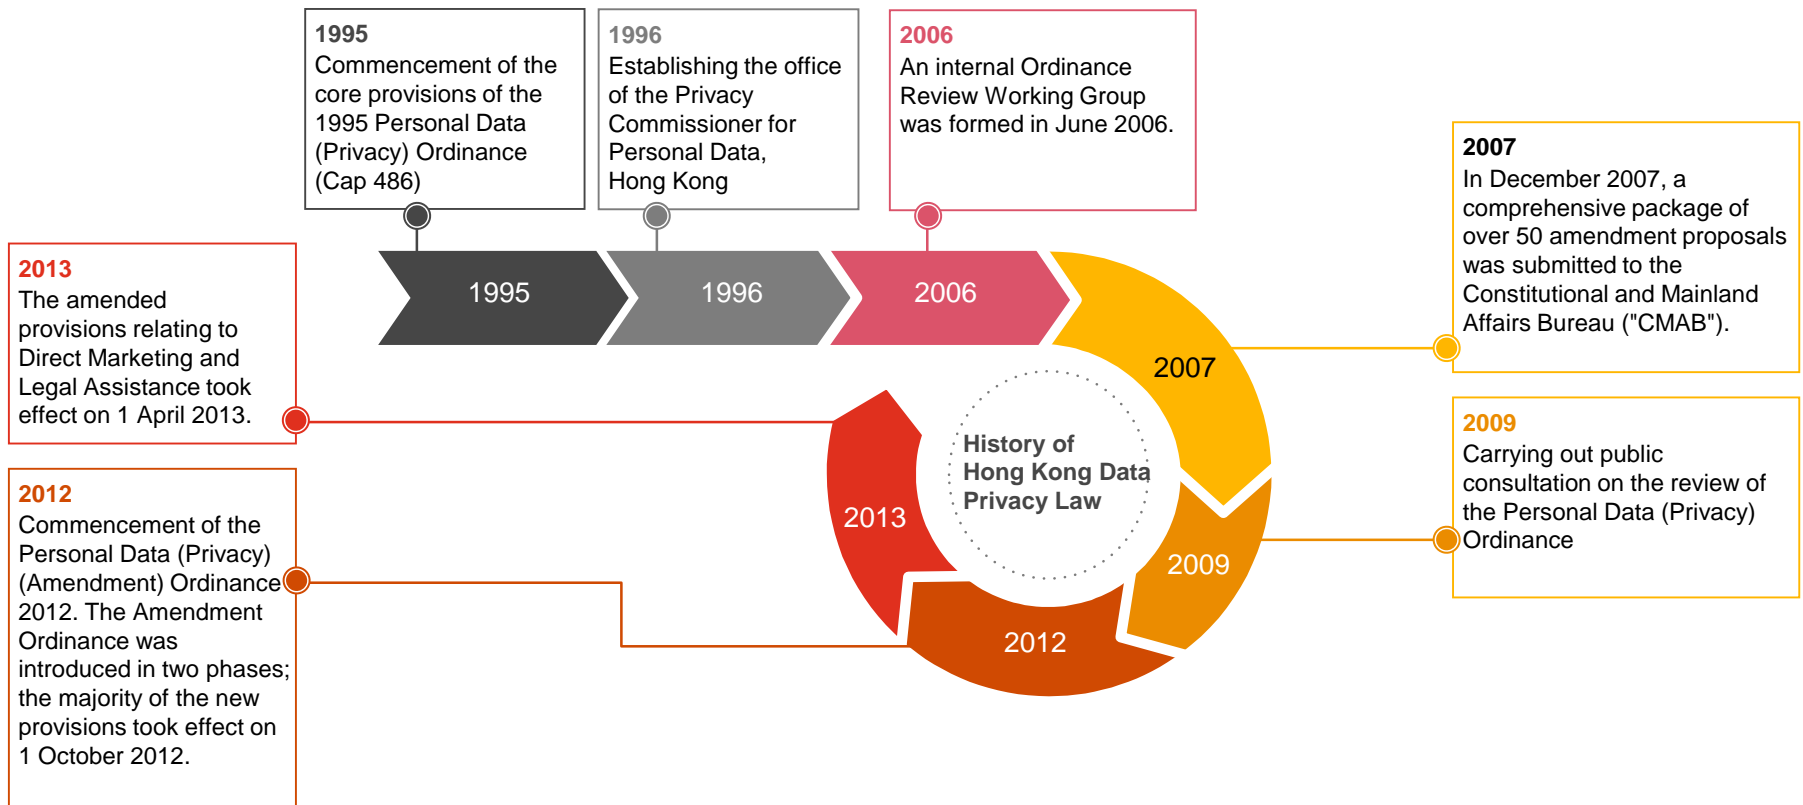 1995
Commencement of the
core provisions of the
1995 Personal Data
(Privacy) Ordinance
(Cap 486)
1996
Establishing the office
of the Privacy
Commissioner for
Personal Data,
Hong Kong
2006
An internal Ordinance
Review Working Group
was formed in June 2006.
2007
In December 2007, a
comprehensive package of
over 50 amendment proposals
was submitted to the
Constitutional and Mainland
Affairs Bureau ("CMAB").
2009
Carrying out public
consultation on the review of
the Personal Data (Privacy)
Ordinance
2012
Commencement of the
Personal Data (Privacy)
(Amendment) Ordinance
2012. The Amendment
Ordinance was
introduced in two phases;
the majority of the new
provisions took effect on
1 October 2012.
2013
The amended
provisions relating to
Direct Marketing and
Legal Assistance took
effect on 1 April 2013.
1995
1996
2006
2007
2009
2012
2013
History of
Hong Kong Data
Privacy Law